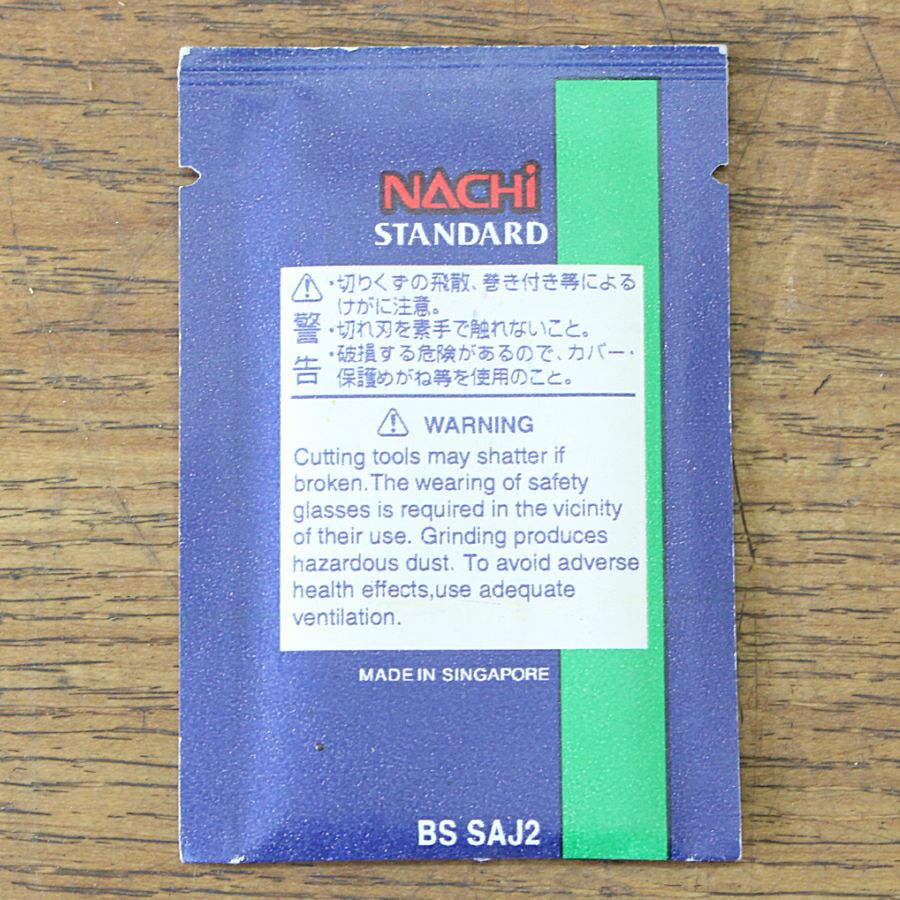 NACHi
STANDARD
・切りくずの飛散、巻き付き等による
けがに注意。
警告
・切れ刃を素手で触れないこと。
・破損する危険があるので、カバー・
保護めがね等を使用のこと。
WARNING
Cutting tools may shatter if
broken.The wearing of safety
glasses is required in the vicinity
of their use. Grinding produces
hazardous dust. To avoid adverse
health effects,use adequate
ventilation.
MADE IN SINGAPORE
BS SAJ2